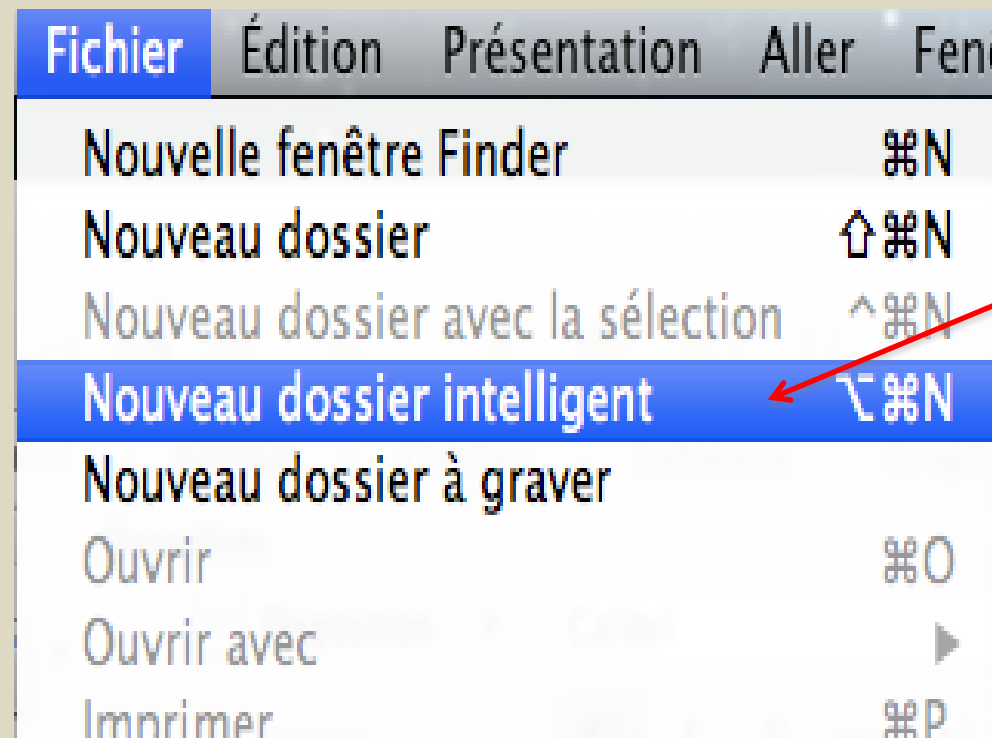 Fichier Édition Présentation Aller Fenê
Nouvelle fenêtre Finder ⌘N
Nouveau dossier ⇧⌘N
Nouveau dossier avec la sélection ^⌘N
Nouveau dossier intelligent ⌥⌘N
Nouveau dossier à graver
Ouvrir ⌘O
Ouvrir avec ▶
Imprimer ⌘P